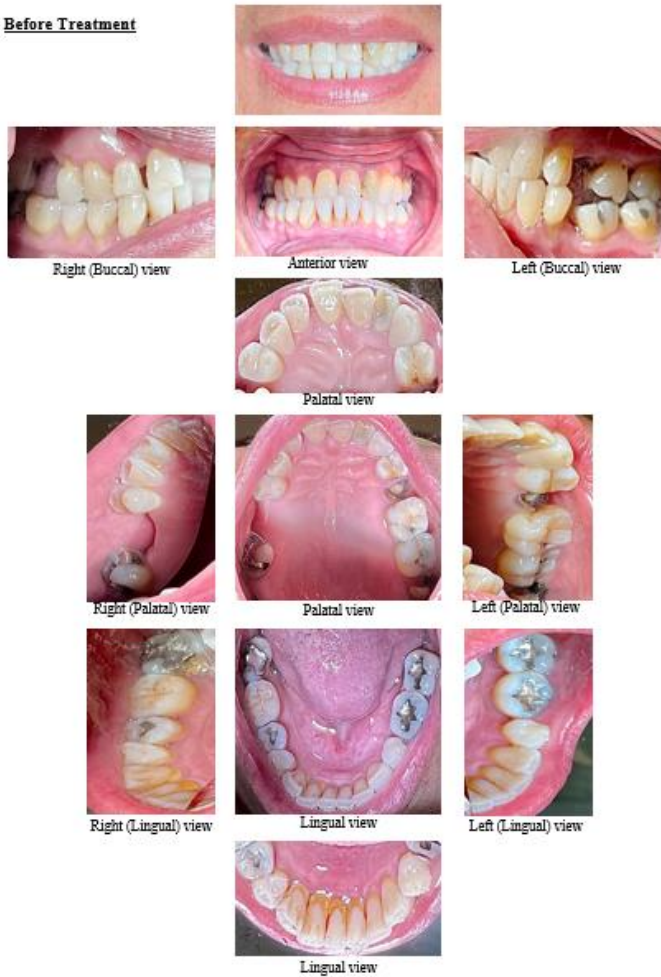 Before Treatment
Right (Buccal) view
Anterior view
Left (Buccal) view
Palatal view
Right (Palatal) view
Palatal view
Left (Palatal) view
Right (Lingual) view
Lingual view
Left (Lingual) view
Lingual view